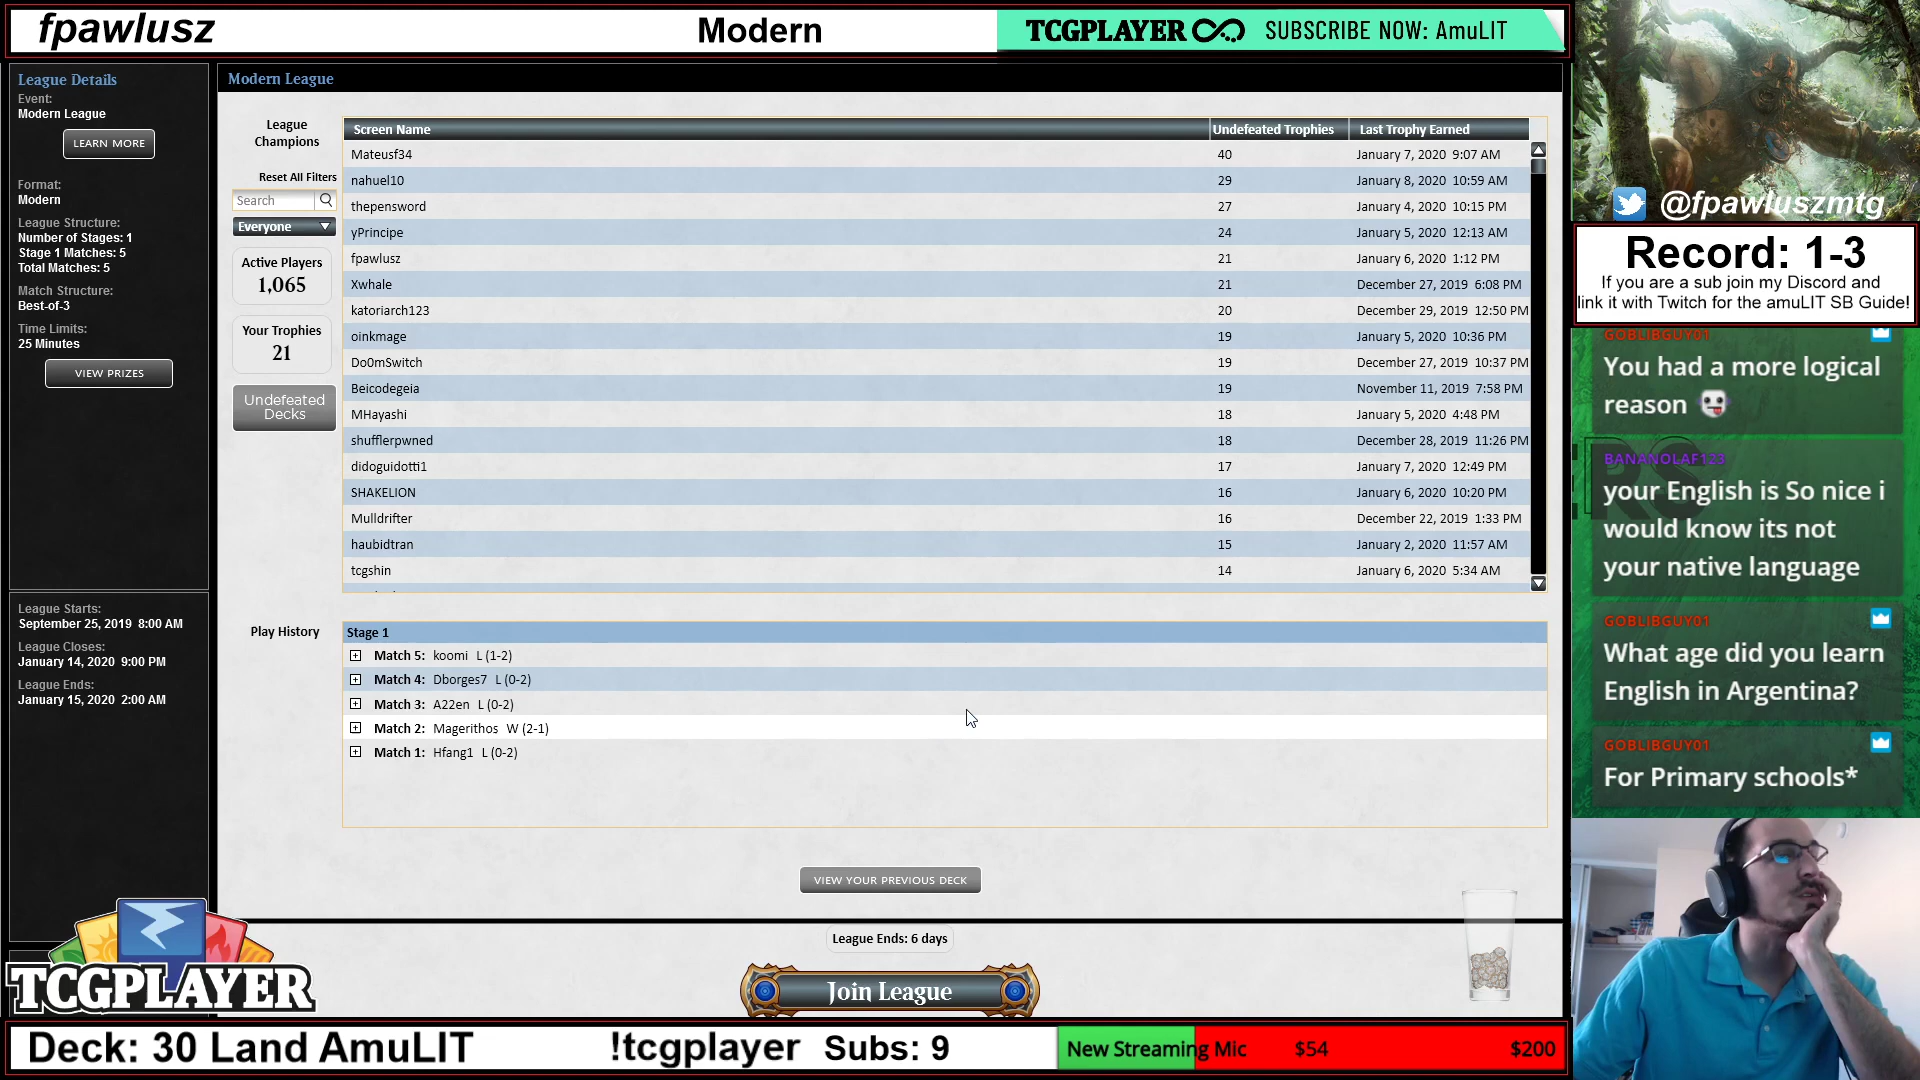 fpawlusz
Modern
TCGPLAYER SUBSCRIBE NOW: AmuLIT
League Details
Event:
Modern League
LEARN MORE
Format:
Modern
League Structure:
Number of Stages: 1
Stage 1 Matches: 5
Total Matches: 5
Match Structure:
Best-of-3
Time Limits:
25 Minutes
VIEW PRIZES
League Starts:
September 25, 2019 8:00 AM
League Closes:
January 14, 2020 9:00 PM
League Ends:
January 15, 2020 2:00 AM
Modern League
League
Champions
Reset All Filters
Search
Everyone
Active Players
1,065
Your Trophies
21
Undefeated
Decks
Screen Name Undefeated Trophies Last Trophy Earned
Mateusf34 40 January 7, 2020 9:07 AM
nahuel10 29 January 8, 2020 10:59 AM
thepensword 27 January 4, 2020 10:15 PM
yPrincipe 24 January 5, 2020 12:13 AM
fpawlusz 21 January 6, 2020 1:12 PM
Xwhale 21 December 27, 2019 6:08 PM
katoriarch123 20 December 29, 2019 12:50 PM
oinkmage 19 January 5, 2020 10:36 PM
Do0mSwitch 19 December 27, 2019 10:37 PM
Beicodegeia 19 November 11, 2019 7:58 PM
MHayashi 18 January 5, 2020 4:48 PM
shufflerpwned 18 December 28, 2019 11:26 PM
didoguidotti1 17 January 7, 2020 12:49 PM
SHAKELION 16 January 6, 2020 10:20 PM
Mulldrifter 16 December 22, 2019 1:33 PM
haubidtran 15 January 2, 2020 11:57 AM
tcgshin 14 January 6, 2020 5:34 AM
Play History
Stage 1
Match 5: koomi L (1-2)
Match 4: Dborges7 L (0-2)
Match 3: A22en L (0-2)
Match 2: Magerithos W (2-1)
Match 1: Hfang1 L (0-2)
VIEW YOUR PREVIOUS DECK
League Ends: 6 days
Join League
TCGPLAYER
@fpawluszmtg
Record: 1-3
If you are a sub join my Discord and
link it with Twitch for the amuLIT SB Guide!
GOBLIBGUY01
You had a more logical
reason
BANANOLAF123
your English is So nice i
would know its not
your native language
GOBLIBGUY01
What age did you learn
English in Argentina?
GOBLIBGUY01
For Primary schools*
Deck: 30 Land AmuLIT
!tcgplayer Subs: 9
New Streaming Mic $54 $200